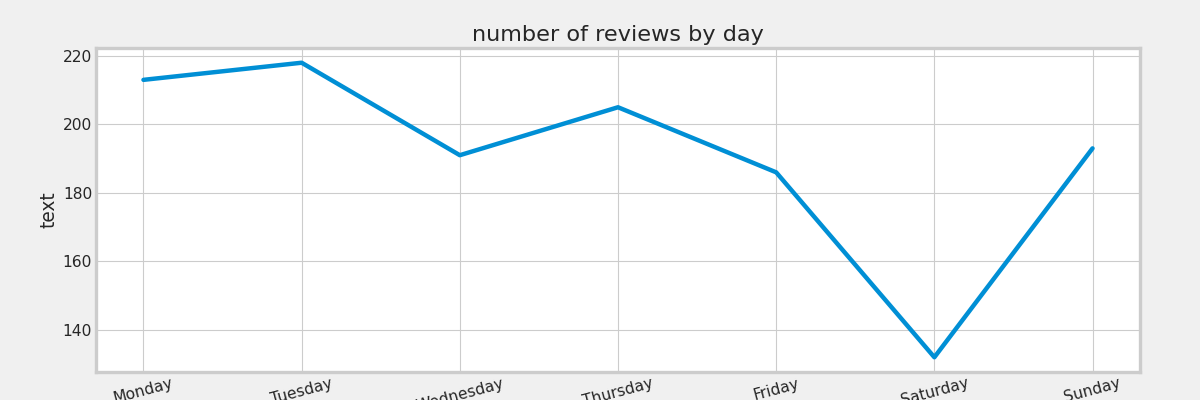 number of reviews by day
220
200
180
160
140
text
Monday
Tuesday
Wednesday
Thursday
Friday
Saturday
Sunday